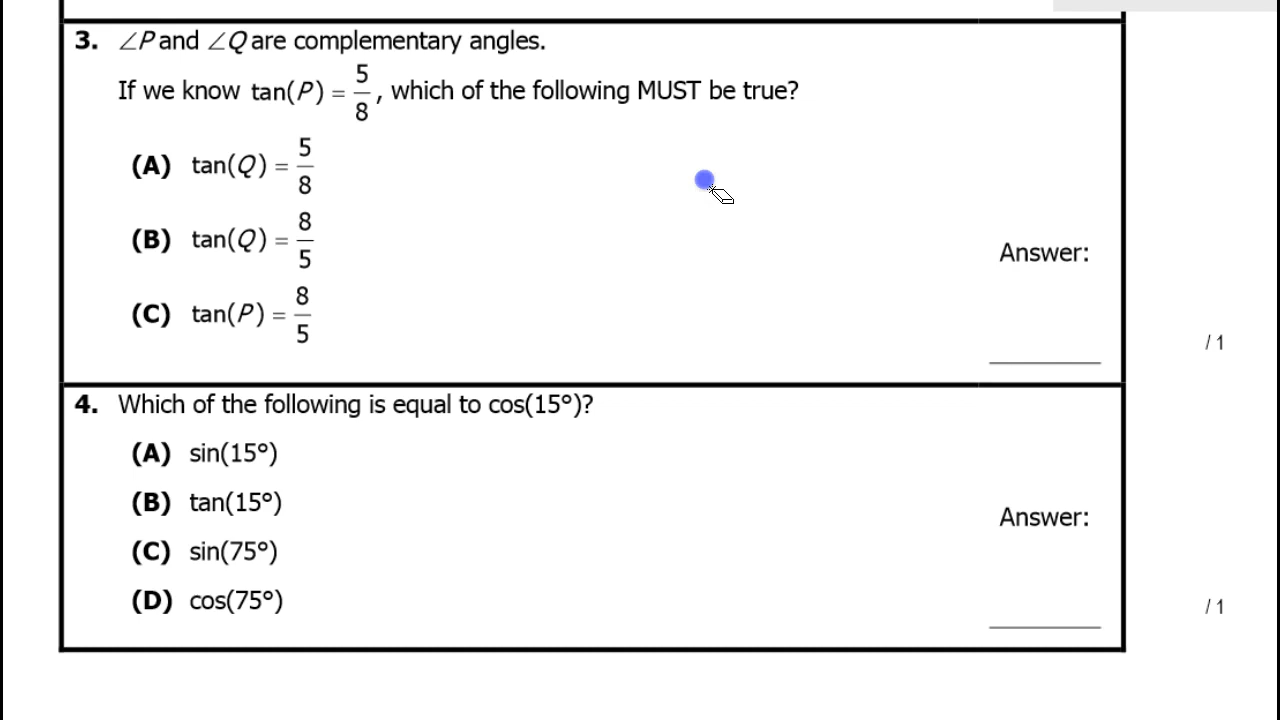 3. ∠P and ∠Q are complementary angles.
If we know tan(P) = 5/8, which of the following MUST be true?
(A) tan(Q) = 5/8
(B) tan(Q) = 8/5
Answer:
(C) tan(P) = 8/5
/ 1
4. Which of the following is equal to cos(15°)?
(A) sin(15°)
(B) tan(15°)
Answer:
(C) sin(75°)
(D) cos(75°)
/ 1